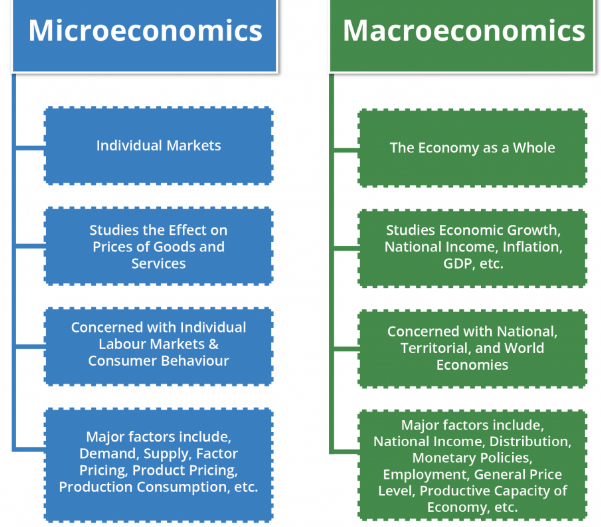 Microeconomics
Individual Markets
Studies the Effect on
Prices of Goods and
Services
Concerned with Individual
Labour Markets &
Consumer Behaviour
Major factors include,
Demand, Supply, Factor
Pricing, Product Pricing,
Production Consumption, etc.
Macroeconomics
The Economy as a Whole
Studies Economic Growth,
National Income, Inflation,
GDP, etc.
Concerned with National,
Territorial, and World
Economies
Major factors include,
National Income, Distribution,
Monetary Policies,
Employment, General Price
Level, Productive Capacity of
Economy, etc.